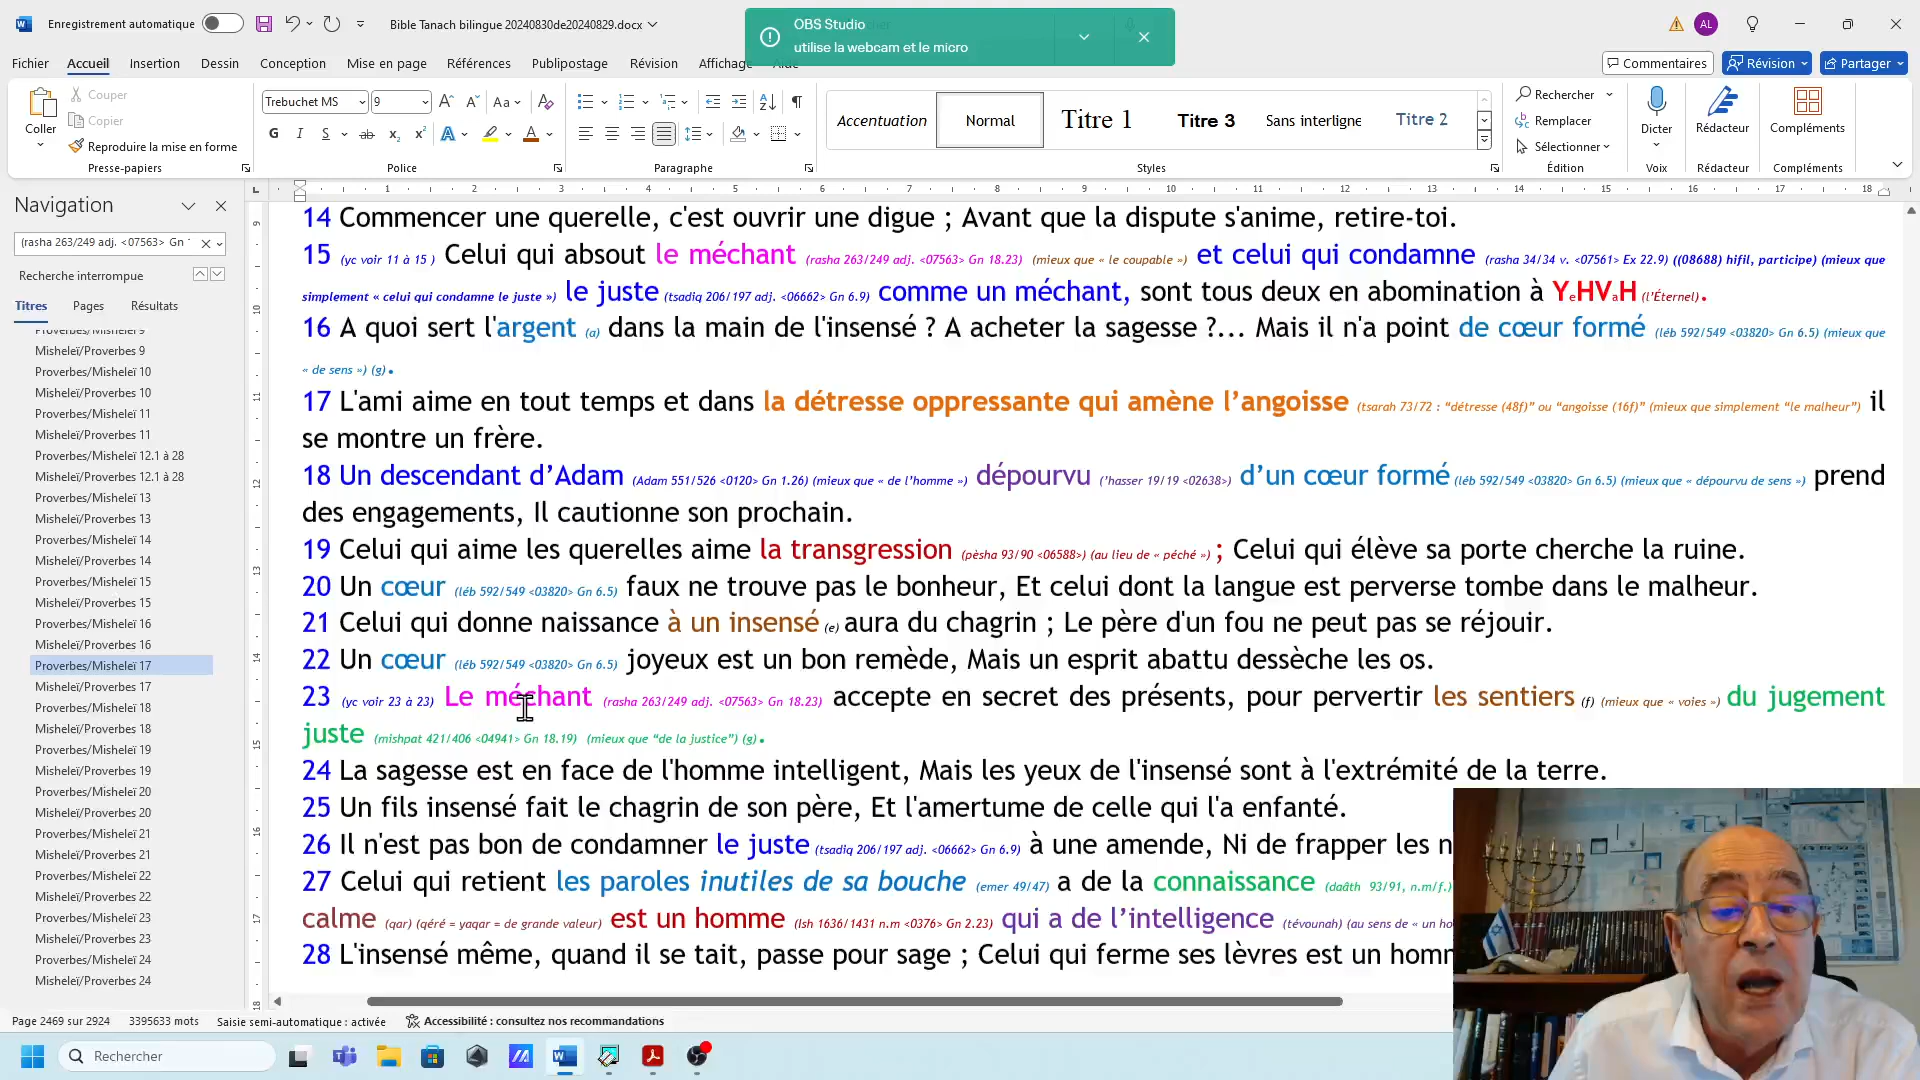 Enregistrement automatique
Bible Tanach bilingue 20240830de20240829.docx
OBS Studio
utilise la webcam et le micro
AL
Fichier Accueil Insertion Dessin Conception Mise en page Références Publipostage Révision Affichage Aide
Commentaires Révision Partager
Coller
Couper
Copier
Reproduire la mise en forme
Presse-papiers
Trebuchet MS 9
Police
Paragraphe
Accentuation Normal Titre 1 Titre 3 Sans interligne Titre 2
Styles
Rechercher
Remplacer
Sélectionner
Édition
Dicter
Voix
Rédacteur
Rédacteur
Compléments
Compléments
Navigation
(rasha 263/249 adj. <07563> Gn
Recherche interrompue
Titres Pages Résultats
Misheleï/Proverbes 9
Misheleï/Proverbes 9
Proverbes/Misheleï 10
Misheleï/Proverbes 10
Proverbes/Misheleï 11
Misheleï/Proverbes 11
Proverbes/Misheleï 12.1 à 28
Misheleï/Proverbes 12.1 à 28
Proverbes/Misheleï 13
Misheleï/Proverbes 13
Proverbes/Misheleï 14
Misheleï/Proverbes 14
Proverbes/Misheleï 15
Misheleï/Proverbes 15
Proverbes/Misheleï 16
Misheleï/Proverbes 16
Proverbes/Misheleï 17
Misheleï/Proverbes 17
Proverbes/Misheleï 18
Misheleï/Proverbes 18
Proverbes/Misheleï 19
Misheleï/Proverbes 19
Proverbes/Misheleï 20
Misheleï/Proverbes 20
Proverbes/Misheleï 21
Misheleï/Proverbes 21
Proverbes/Misheleï 22
Misheleï/Proverbes 22
Proverbes/Misheleï 23
Misheleï/Proverbes 23
Proverbes/Misheleï 24
Misheleï/Proverbes 24
14 Commencer une querelle, c'est ouvrir une digue ; Avant que la dispute s'anime, retire-toi.
15 (yc voir 11 à 15 ) Celui qui absout le méchant (rasha 263/249 adj. <07563> Gn 18.23) (mieux que « le coupable ») et celui qui condamne (rasha 34/34 v. <07561> Ex 22.9) ((08688) hifil, participe) (mieux que
simplement « celui qui condamne le juste ») le juste (tsadiq 206/197 adj. <06662> Gn 6.9) comme un méchant, sont tous deux en abomination à YeHVaH (l'Éternel).
16 A quoi sert l'argent (a) dans la main de l'insensé ? A acheter la sagesse ?... Mais il n'a point de cœur formé (léb 592/549 <03820> Gn 6.5) (mieux que
« de sens ») (g).
17 L'ami aime en tout temps et dans la détresse oppressante qui amène l’angoisse (tsarah 73/72 : “détresse (48f)” ou “angoisse (16f)” (mieux que simplement “le malheur”) il
se montre un frère.
18 Un descendant d’Adam (Adam 551/526 <0120> Gn 1.26) (mieux que « de l’homme ») dépourvu (’hasser 19/19 <02638>) d’un cœur formé (léb 592/549 <03820> Gn 6.5) (mieux que « dépourvu de sens ») prend
des engagements, Il cautionne son prochain.
19 Celui qui aime les querelles aime la transgression (pèsha 93/90 <06588>) (au lieu de « péché ») ; Celui qui élève sa porte cherche la ruine.
20 Un cœur (léb 592/549 <03820> Gn 6.5) faux ne trouve pas le bonheur, Et celui dont la langue est perverse tombe dans le malheur.
21 Celui qui donne naissance à un insensé (e) aura du chagrin ; Le père d'un fou ne peut pas se réjouir.
22 Un cœur (léb 592/549 <03820> Gn 6.5) joyeux est un bon remède, Mais un esprit abattu dessèche les os.
23 (yc voir 23 à 23) Le méchant (rasha 263/249 adj. <07563> Gn 18.23) accepte en secret des présents, pour pervertir les sentiers (f) (mieux que « voies ») du jugement
juste (mishpat 421/406 <04941> Gn 18.19) (mieux que “de la justice”) (g).
24 La sagesse est en face de l'homme intelligent, Mais les yeux de l'insensé sont à l'extrémité de la terre.
25 Un fils insensé fait le chagrin de son père, Et l'amertume de celle qui l'a enfanté.
26 Il n'est pas bon de condamner le juste (tsadiq 206/197 adj. <06662> Gn 6.9) à une amende, Ni de frapper les n
27 Celui qui retient les paroles inutiles de sa bouche (emer 49/47) a de la connaissance (daâth 93/91, n.m/f.)
calme (qar) (qéré = yaqar = de grande valeur) est un homme (Ish 1636/1431 n.m <0376> Gn 2.23) qui a de l’intelligence (tévounah) (au sens de « un ho
28 L'insensé même, quand il se tait, passe pour sage ; Celui qui ferme ses lèvres est un homm
Page 2469 sur 2924 3395633 mots Saisie semi-automatique : activée Accessibilité : consultez nos recommandations
Rechercher